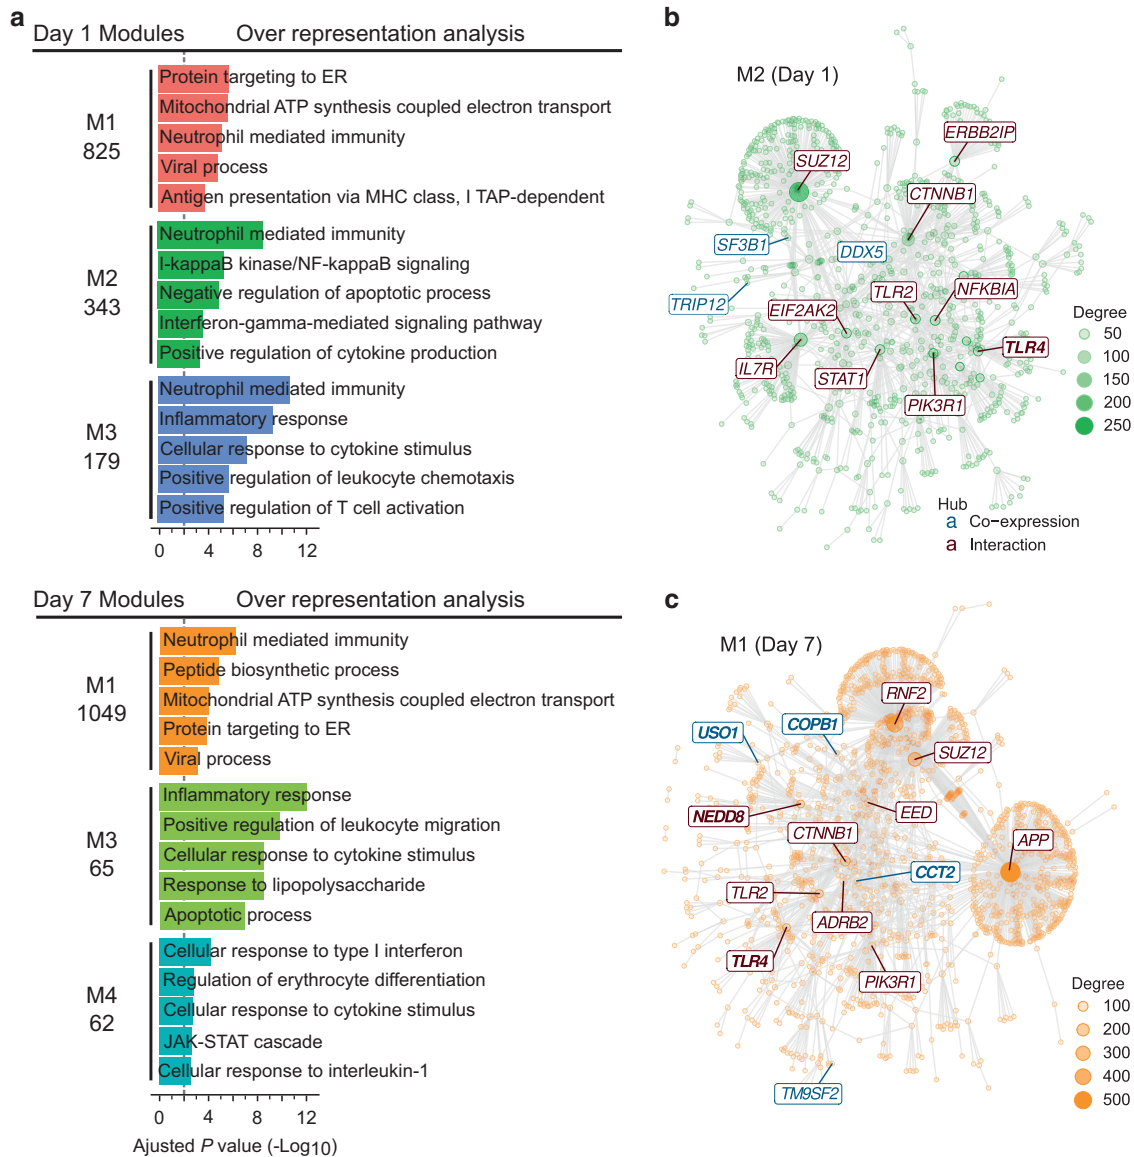 a
Day 1 Modules Over representation analysis
M1
825
Protein targeting to ER
Mitochondrial ATP synthesis coupled electron transport
Neutrophil mediated immunity
Viral process
Antigen presentation via MHC class, I TAP-dependent
M2
343
Neutrophil mediated immunity
I-kappaB kinase/NF-kappaB signaling
Negative regulation of apoptotic process
Interferon-gamma-mediated signaling pathway
Positive regulation of cytokine production
M3
179
Neutrophil mediated immunity
Inflammatory response
Cellular response to cytokine stimulus
Positive regulation of leukocyte chemotaxis
Positive regulation of T cell activation
0 4 8 12
Day 7 Modules Over representation analysis
M1
1049
Neutrophil mediated immunity
Peptide biosynthetic process
Mitochondrial ATP synthesis coupled electron transport
Protein targeting to ER
Viral process
M3
65
Inflammatory response
Positive regulation of leukocyte migration
Cellular response to cytokine stimulus
Response to lipopolysaccharide
Apoptotic process
M4
62
Cellular response to type I interferon
Regulation of erythrocyte differentiation
Cellular response to cytokine stimulus
JAK-STAT cascade
Cellular response to interleukin-1
0 4 8 12
Ajusted P value (-Log10)
b
M2 (Day 1)
ERBB2IP
SUZ12
CTNNB1
SF3B1
DDX5
TRIP12
TLR2
NFKBIA
EIF2AK2
TLR4
IL7R
STAT1
PIK3R1
Degree
50
100
150
200
250
Hub
a Co-expression
a Interaction
c
M1 (Day 7)
RNF2
COPB1
USO1
SUZ12
NEDD8
EED
CTNNB1
APP
CCT2
TLR2
ADRB2
TLR4
PIK3R1
TM9SF2
Degree
100
200
300
400
500